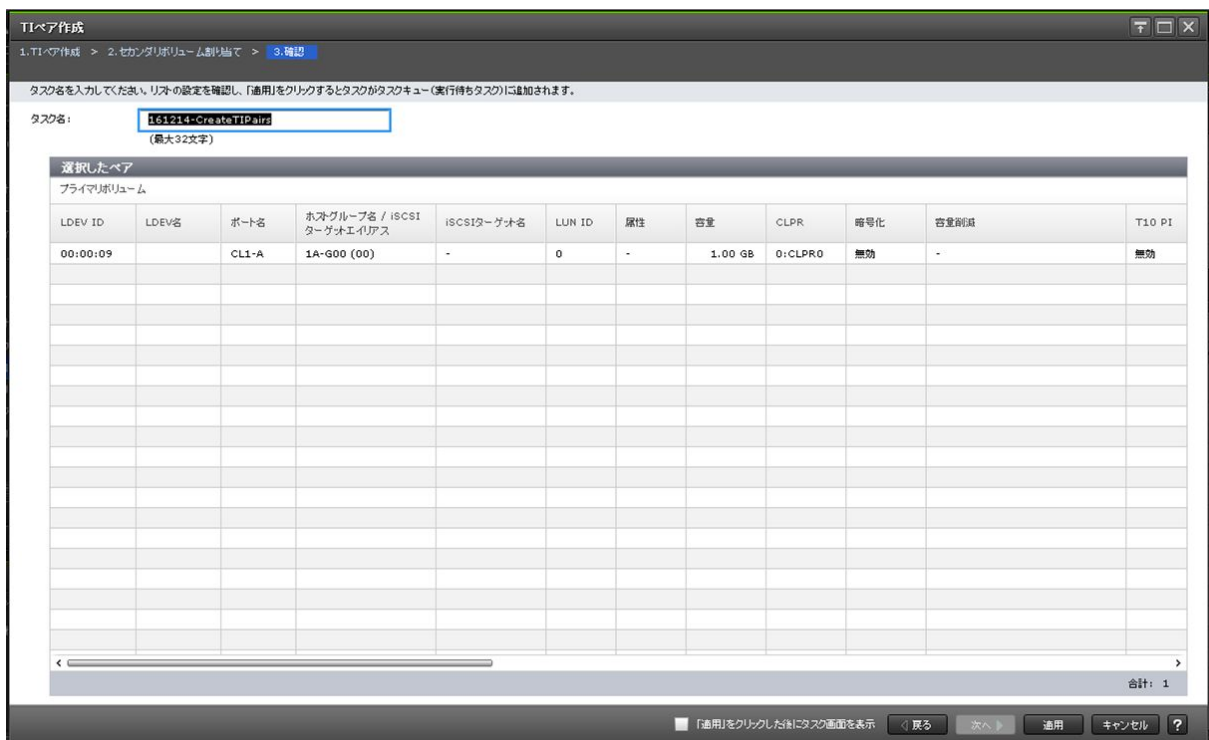 TIペア作成
1.TIペア作成 > 2.セカンダリボリューム割り当て > 3.確認
タスク名を入力してください。リストの設定を確認し、「適用」をクリックするとタスクがタスクキュー(実行待ちタスク)に追加されます。
タスク名: 161214-CreateTIPairs
(最大32文字)
選択したペア
プライマリボリューム
LDEV ID LDEV名 ポート名 ホストグループ名 / iSCSI ターゲットエイリアス iSCSIターゲット名 LUN ID 属性 容量 CLPR 暗号化 容量削減 T10 PI
00:00:09 CL1-A 1A-G00 (00) - 0 - 1.00 GB 0:CLPR0 無効 - 無効
合計: 1
「適用」をクリックした後にタスク画面を表示 戻る 次へ 適用 キャンセル ?